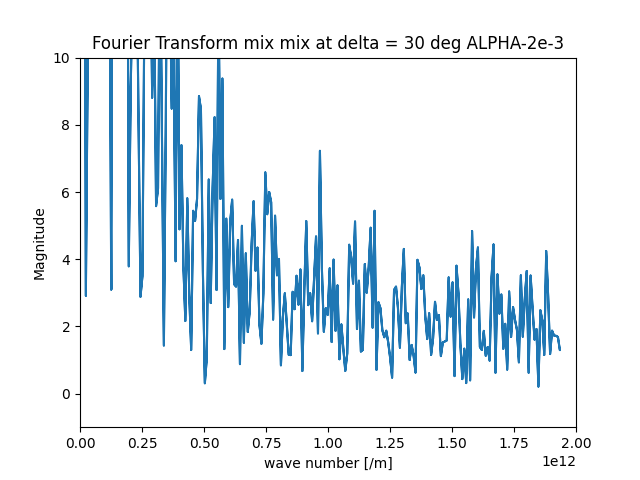 Fourier Transform mix mix at delta = 30 deg ALPHA-2e-3
10
8
6
4
2
0
Magnitude
0.00 0.25 0.50 0.75 1.00 1.25 1.50 1.75 2.00
1e12
wave number [/m]